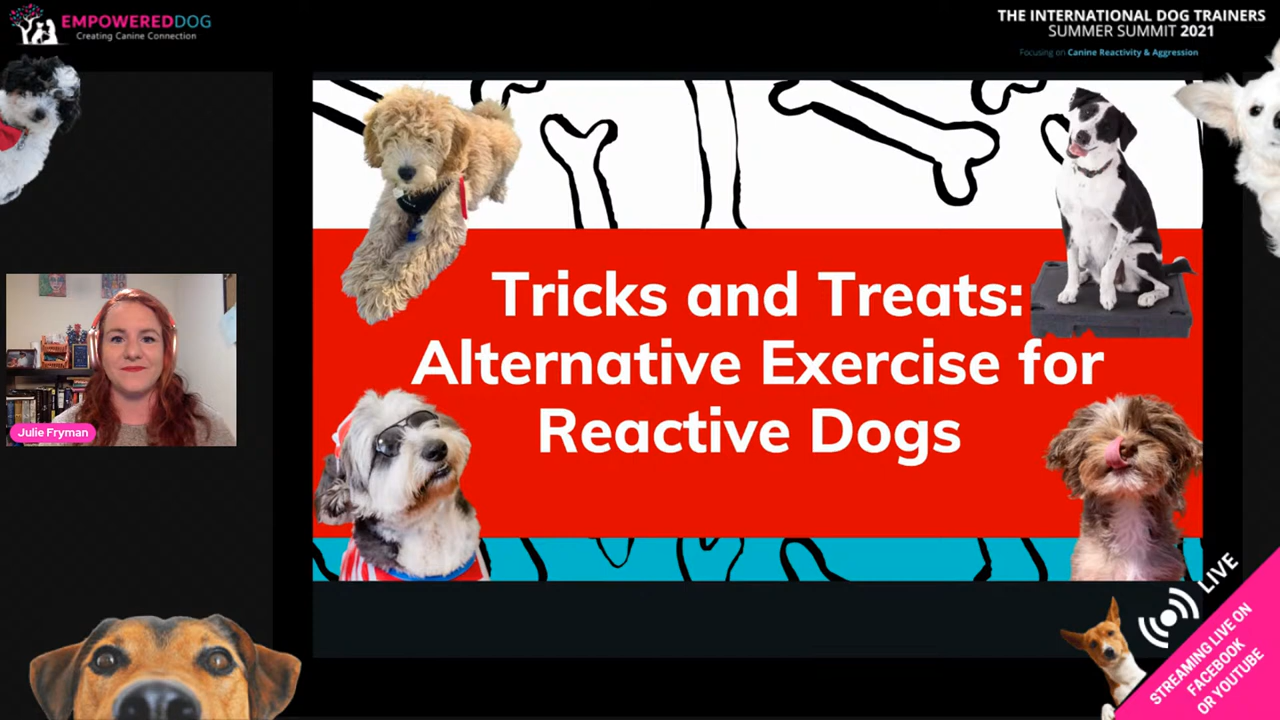 EMPOWEREDDOG
Creating Canine Connection
THE INTERNATIONAL DOG TRAINERS
SUMMER SUMMIT 2021
Focusing on Canine Reactivity & Aggression
Tricks and Treats:
Alternative Exercise for
Reactive Dogs
Julie Fryman
LIVE
STREAMING LIVE ON
FACEBOOK
OR YOUTUBE